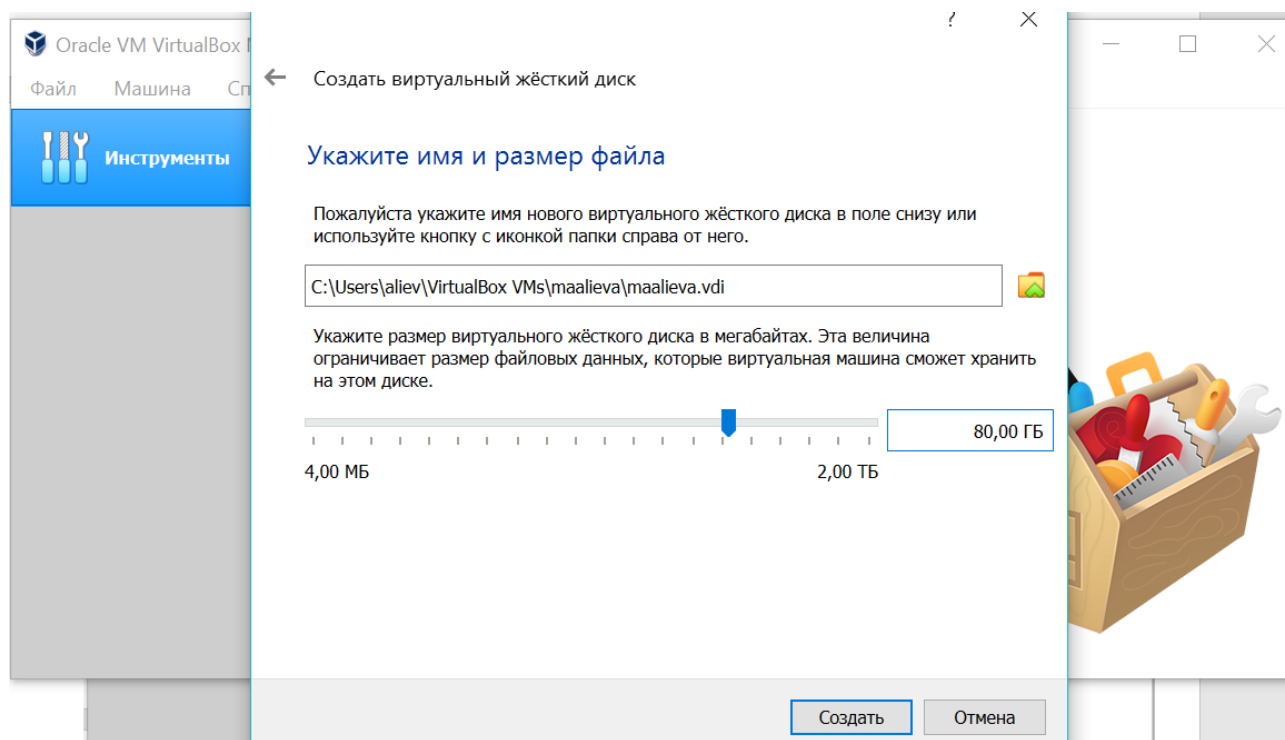 Oracle VM VirtualBox
?
Файл Машина
Создать виртуальный жёсткий диск
Инструменты
Укажите имя и размер файла
Пожалуйста укажите имя нового виртуального жёсткого диска в поле снизу или
используйте кнопку с иконкой папки справа от него.
C:\Users\aliev\VirtualBox VMs\maalieva\maalieva.vdi
Укажите размер виртуального жёсткого диска в мегабайтах. Эта величина
ограничивает размер файловых данных, которые виртуальная машина сможет хранить
на этом диске.
80,00 ГБ
4,00 МБ 2,00 ТБ
Создать Отмена